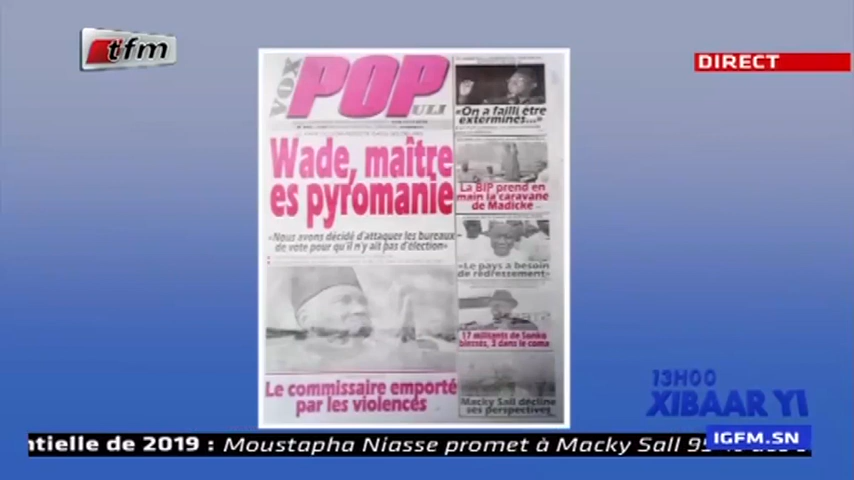 tfm
DIRECT
VOX POPULI
Wade, maître
es pyromanie
«Nous avons décidé d'attaquer les bureaux
de vote pour qu'il n'y ait pas d'élection»
Le commissaire emporté
par les violences
«On a failli être
exterminés...»
La BIP prend en
main la caravane
de Madicke
«Le pays a besoin
de redressement»
17 militants de Sonko
blessés, 3 dans le coma
Macky Sall décline
ses perspectives
13H00
XIBAAR YI
IGFM.SN
ntielle de 2019 : Moustapha Niasse promet à Macky Sall